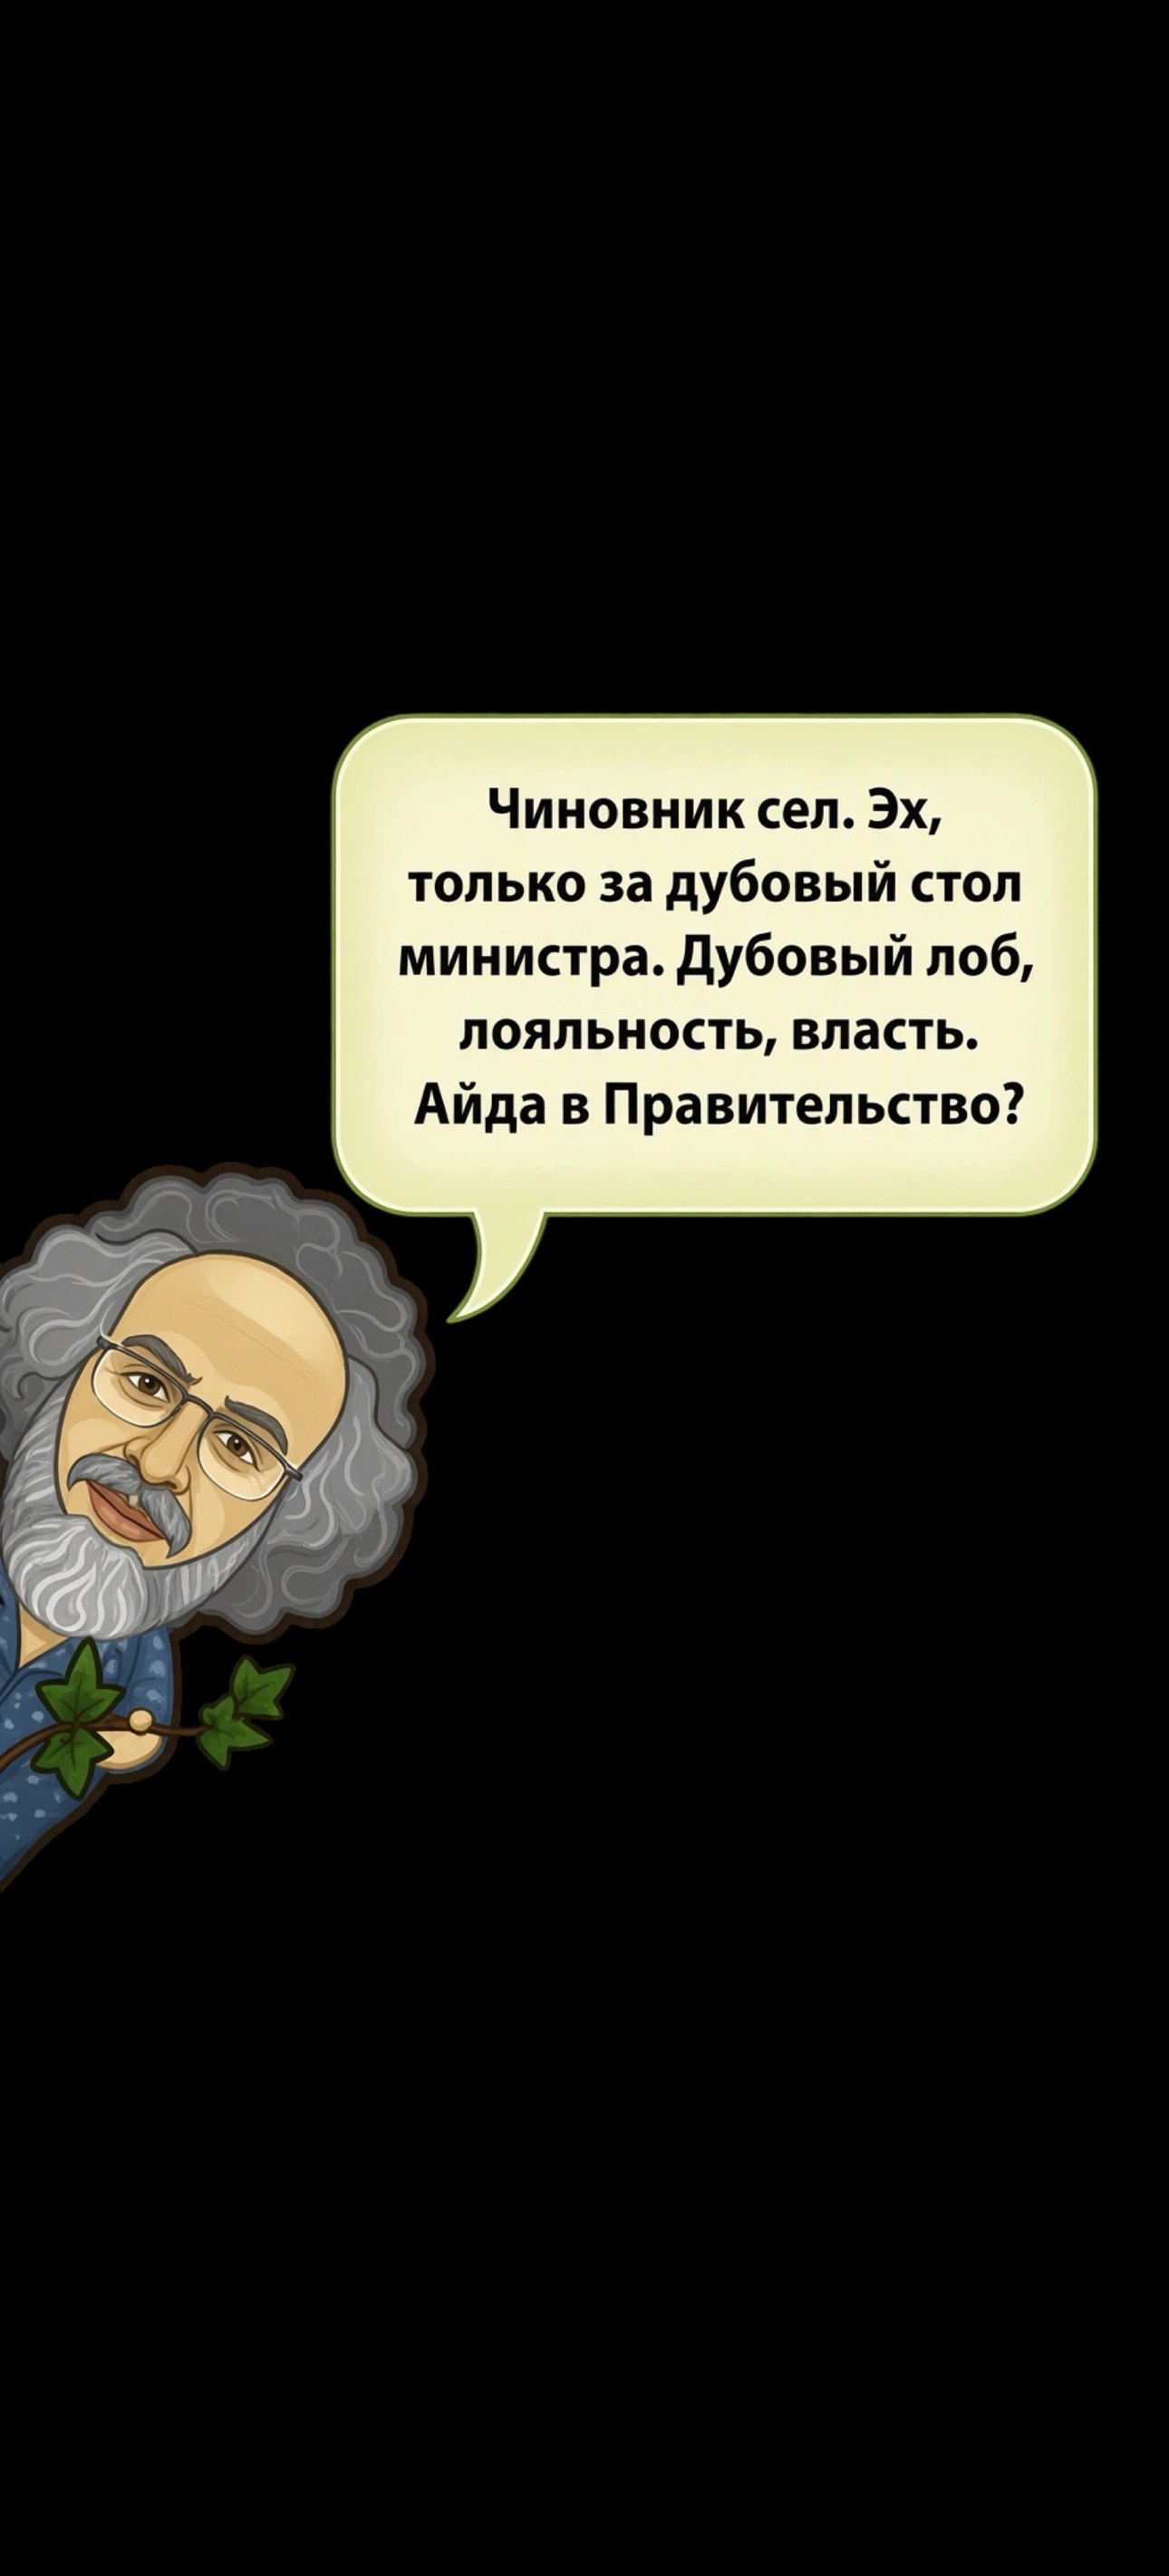 Чиновник сел. Эх,
только за дубовый стол
министра. Дубовый лоб,
лояльность, власть.
Айда в Правительство?